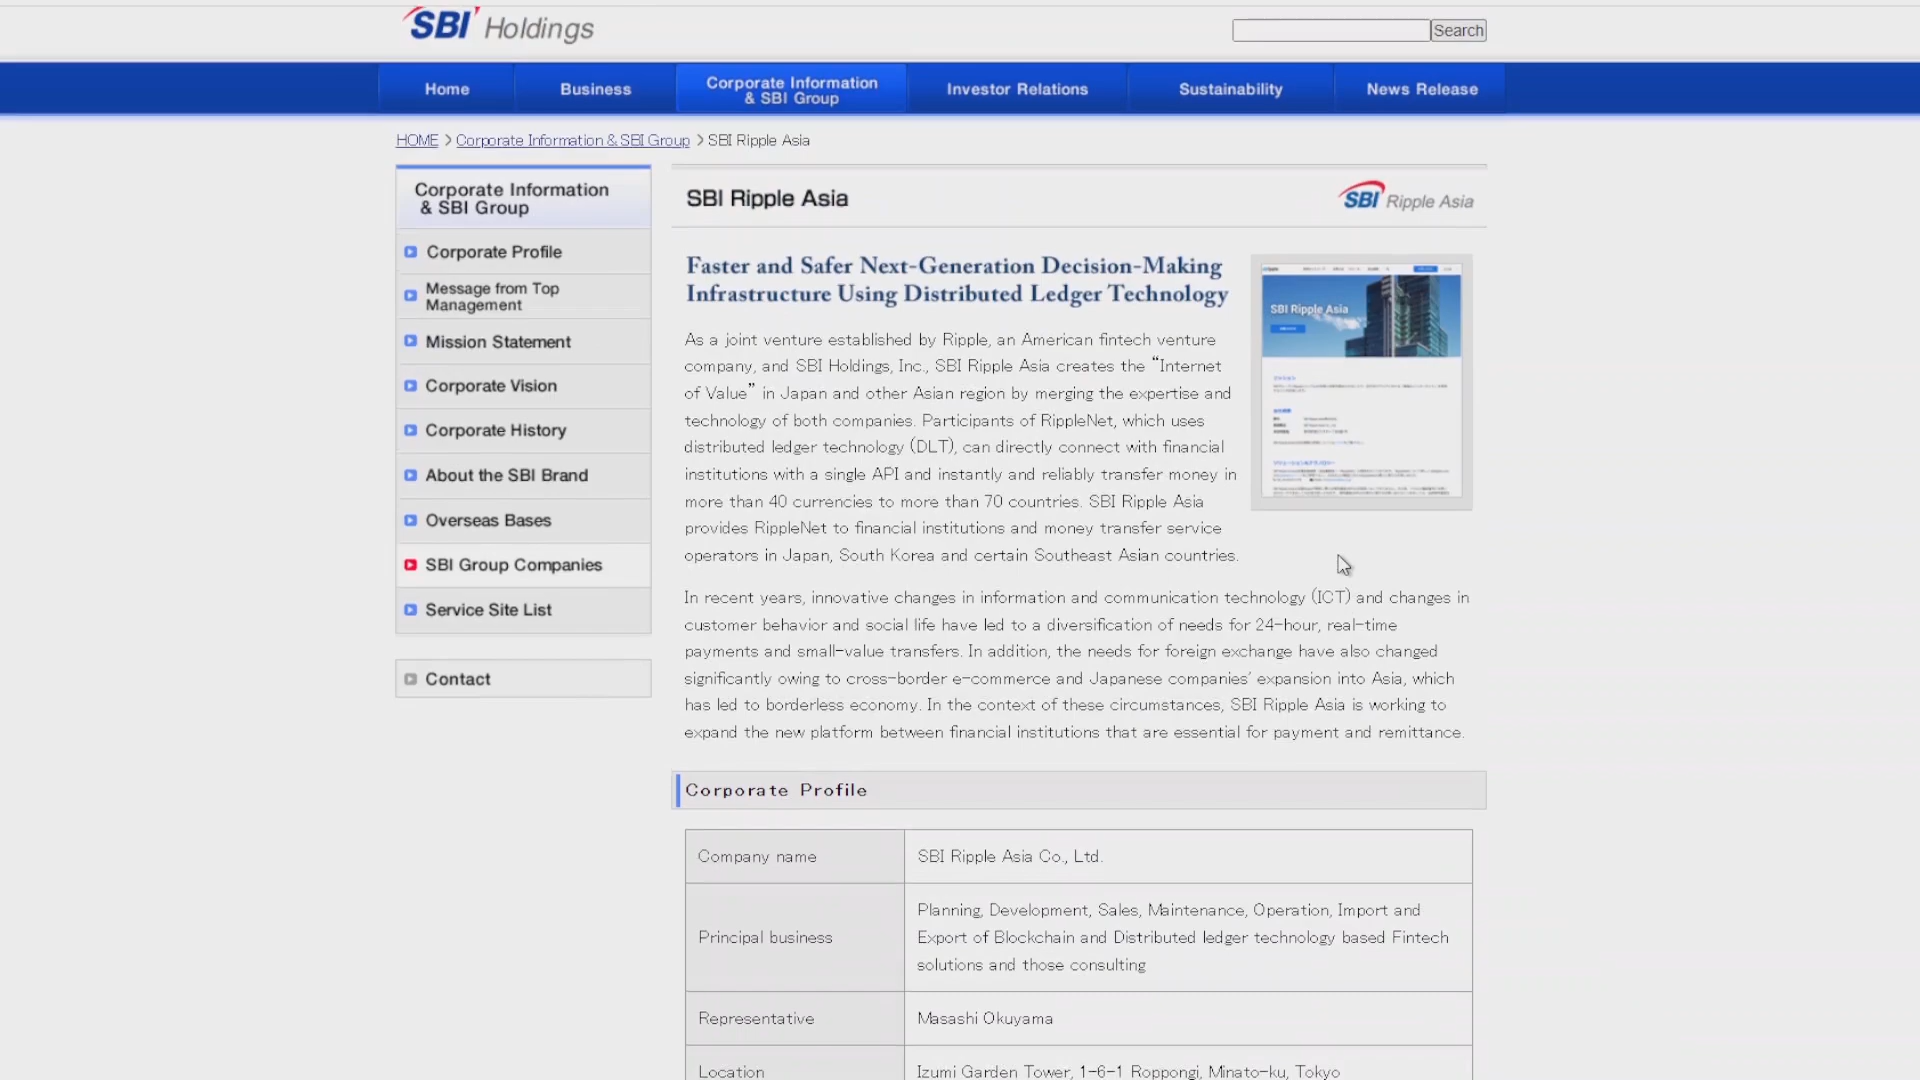 SBI Holdings
Search
Home
Business
Corporate Information
& SBI Group
Investor Relations
Sustainability
News Release
HOME > Corporate Information & SBI Group > SBI Ripple Asia
Corporate Information
& SBI Group
Corporate Profile
Message from Top
Management
Mission Statement
Corporate Vision
Corporate History
About the SBI Brand
Overseas Bases
SBI Group Companies
Service Site List
Contact
SBI Ripple Asia
SBI Ripple Asia
Faster and Safer Next-Generation Decision-Making
Infrastructure Using Distributed Ledger Technology
SBI Ripple Asia
As a joint venture established by Ripple, an American fintech venture
company, and SBI Holdings, Inc., SBI Ripple Asia creates the “Internet
of Value” in Japan and other Asian region by merging the expertise and
technology of both companies. Participants of RippleNet, which uses
distributed ledger technology (DLT), can directly connect with financial
institutions with a single API and instantly and reliably transfer money in
more than 40 currencies to more than 70 countries. SBI Ripple Asia
provides RippleNet to financial institutions and money transfer service
operators in Japan, South Korea and certain Southeast Asian countries.
In recent years, innovative changes in information and communication technology (ICT) and changes in
customer behavior and social life have led to a diversification of needs for 24-hour, real-time
payments and small-value transfers. In addition, the needs for foreign exchange have also changed
significantly owing to cross-border e-commerce and Japanese companies' expansion into Asia, which
has led to borderless economy. In the context of these circumstances, SBI Ripple Asia is working to
expand the new platform between financial institutions that are essential for payment and remittance.
Corporate Profile
Company name
SBI Ripple Asia Co., Ltd.
Principal business
Planning, Development, Sales, Maintenance, Operation, Import and
Export of Blockchain and Distributed ledger technology based Fintech
solutions and those consulting
Representative
Masashi Okuyama
Location
Izumi Garden Tower, 1-6-1 Roppongi, Minato-ku, Tokyo